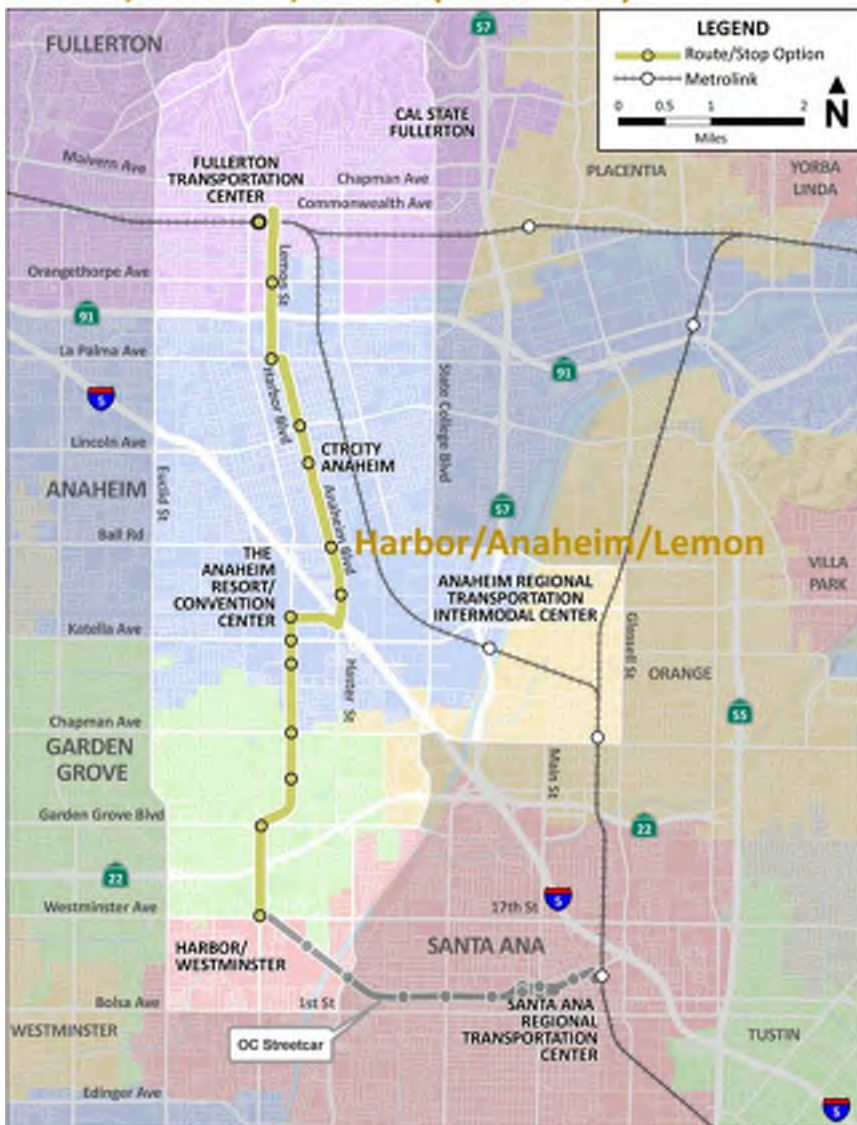 57
LEGEND
Route/Stop Option
Metrolink
0 0.5 1 2
Miles
N
FULLERTON
CAL STATE
FULLERTON
Malvern Ave
FULLERTON
TRANSPORTATION
CENTER
Chapman Ave
Commonwealth Ave
PLACENTIA
YORBA
LINDA
Lemon St
Orangethorpe Ave
91
La Palma Ave
5
Harbor Blvd
State College Blvd
91
Lincoln Ave
CTRCITY
ANAHEIM
ANAHEIM
Euclid St
Anaheim Blvd
57
Ball Rd
Harbor/Anaheim/Lemon
THE
ANAHEIM
RESORT/
CONVENTION
CENTER
ANAHEIM REGIONAL
TRANSPORTATION
INTERMODAL CENTER
VILLA
PARK
Katella Ave
Glassell St
Haster St
ORANGE
55
Chapman Ave
GARDEN
GROVE
Main St
Garden Grove Blvd
22
22
Westminster Ave
17th St
5
HARBOR/
WESTMINSTER
SANTA ANA
Bolsa Ave
1st St
SANTA ANA
REGIONAL
TRANSPORTATION
CENTER
WESTMINSTER
OC Streetcar
TUSTIN
Edinger Ave
5